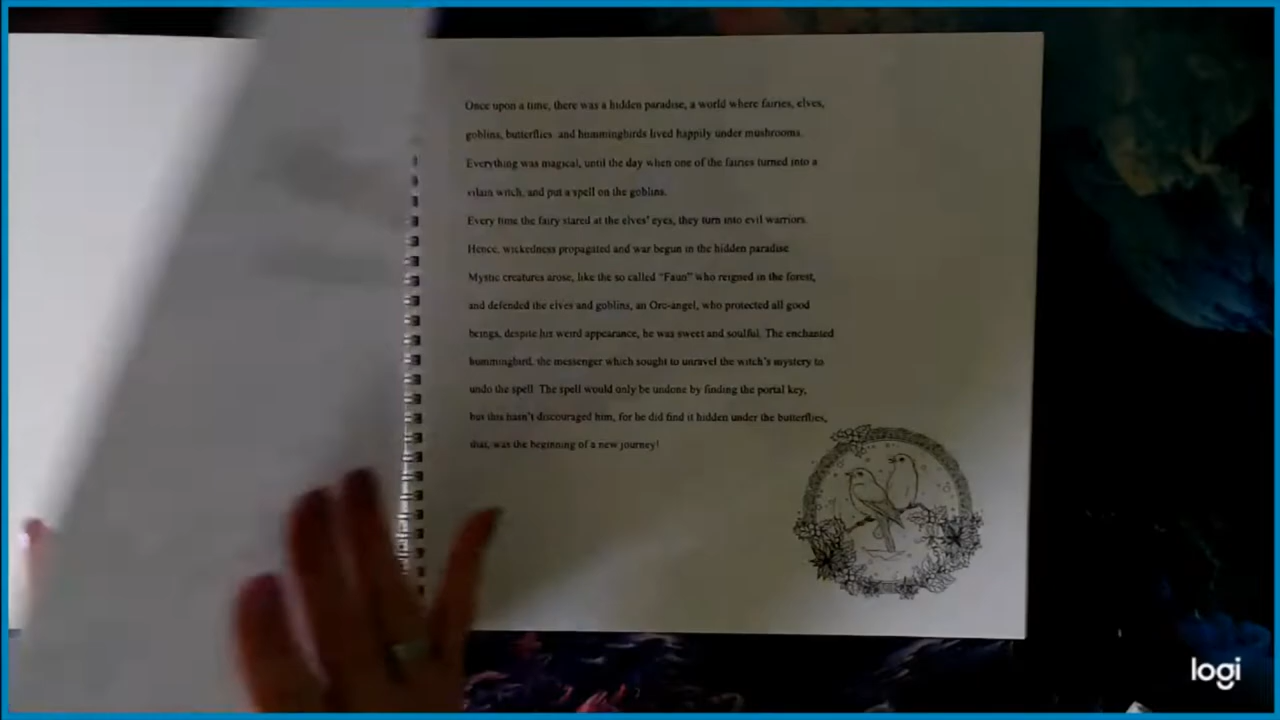 Once upon a time, there was a hidden paradise, a world where fairies, elves,
goblins, butterflies and hummingbirds lived happily under mushrooms.
Everything was magical, until the day when one of the fairies turned into a
vilain witch, and put a spell on the goblins.
Every time the fairy stared at the elves' eyes, they turn into evil warriors.
Hence, wickedness propagated and war begun in the hidden paradise
Mystic creatures arose, like the so called "Faun" who reigned in the forest,
and defended the elves and goblins, an Orc-angel, who protected all good
beings, despite his weird appearance, he was sweet and soulful. The enchanted
hummingbird, the messenger which sought to unravel the witch's mystery to
undo the spell. The spell would only be undone by finding the portal key,
but this hasn't discouraged him, for he did find it hidden under the butterflies,
that, was the beginning of a new journey!
logi